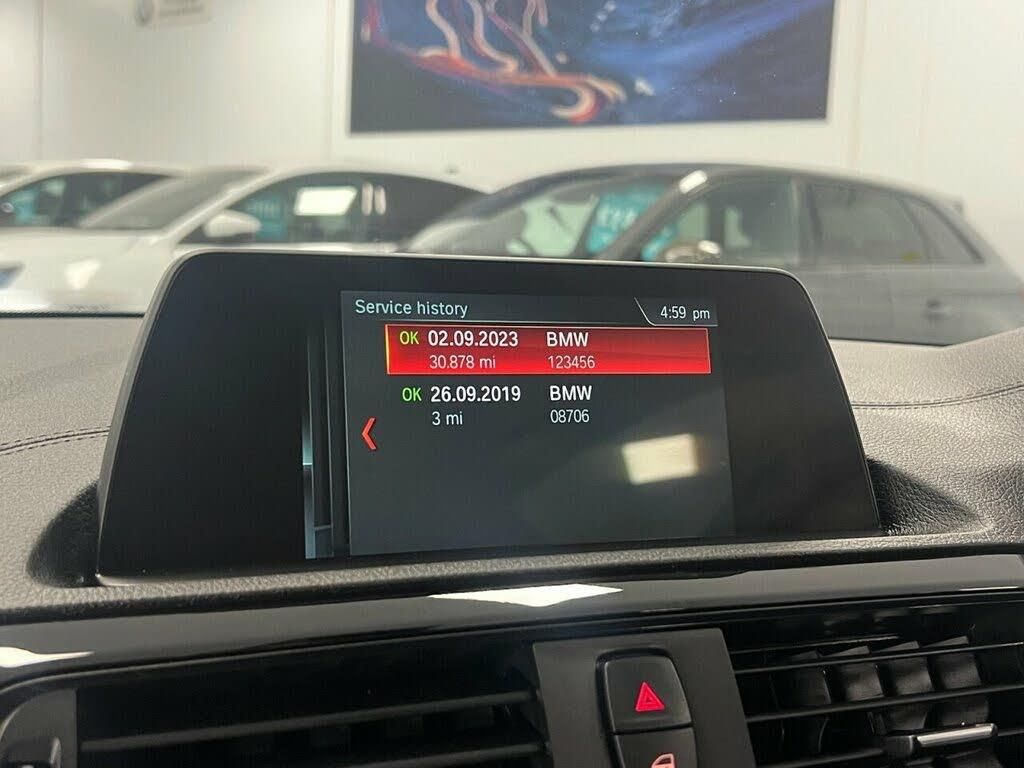 Service history
4:59 pm
OK 02.09.2023 BMW
30.878 mi 123456
OK 26.09.2019 BMW
3 mi 08706